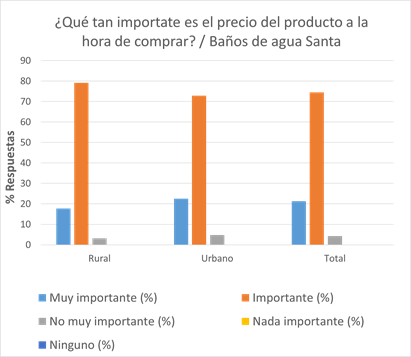 ¿Qué tan importate es el precio del producto a la
hora de comprar? / Baños de agua Santa
% Respuestas
90
80
70
60
50
40
30
20
10
0
Rural
Urbano
Total
Muy importante (%)
Importante (%)
No muy importante (%)
Nada importante (%)
Ninguno (%)